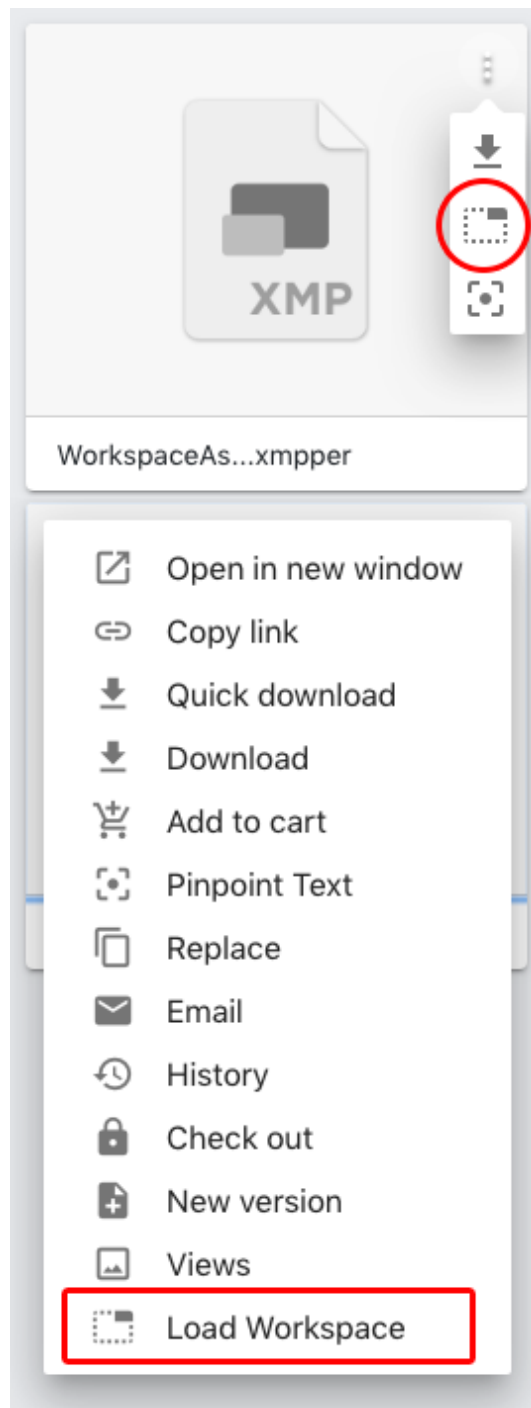 XMP
WorkspaceAs...xmpper
Open in new window
Copy link
Quick download
Download
Add to cart
Pinpoint Text
Replace
Email
History
Check out
New version
Views
Load Workspace